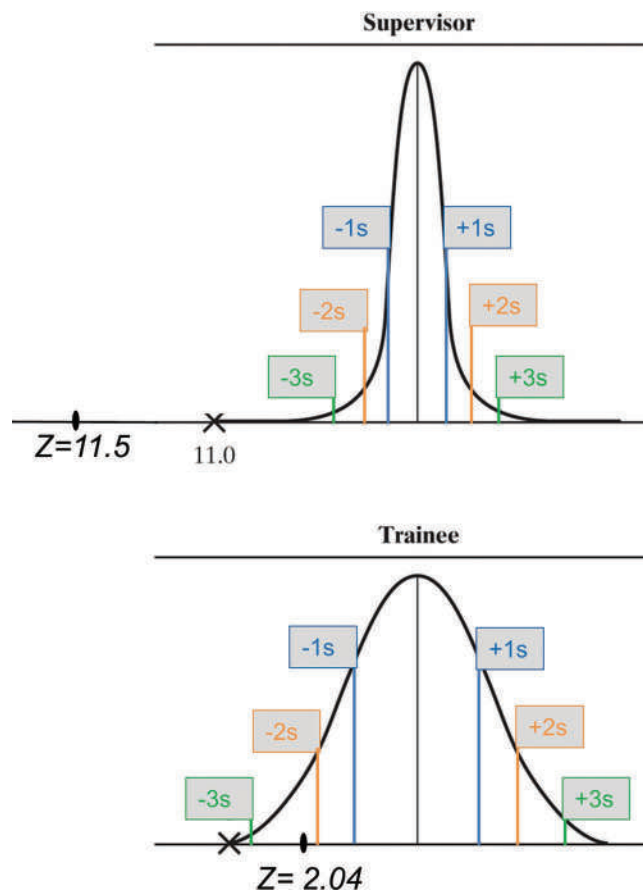 Supervisor
-1s
+1s
-2s
+2s
-3s
+3s
Z=11.5
11.0
Trainee
-1s
+1s
-2s
+2s
-3s
+3s
Z= 2.04